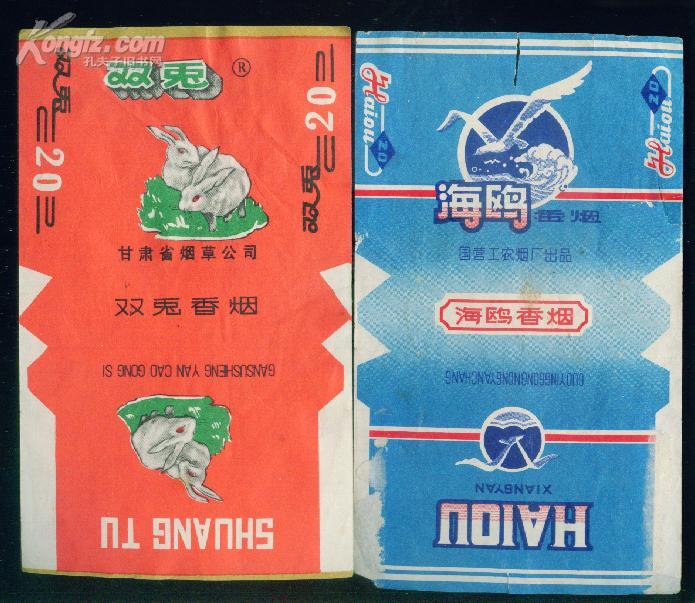 Kongfz.com
孔夫子旧书网
双兔 ®
双兔 20
双兔 20
甘肃省烟草公司
双兔香烟
GANSUSHENG YAN CAO GONG SI
SHUANG TU
Haiou 20
Haiou 20
海鸥香烟
国营工农烟厂出品
海鸥香烟
GUOYINGGONGNONGYANCHANG
XIANGYAN
HAIOU